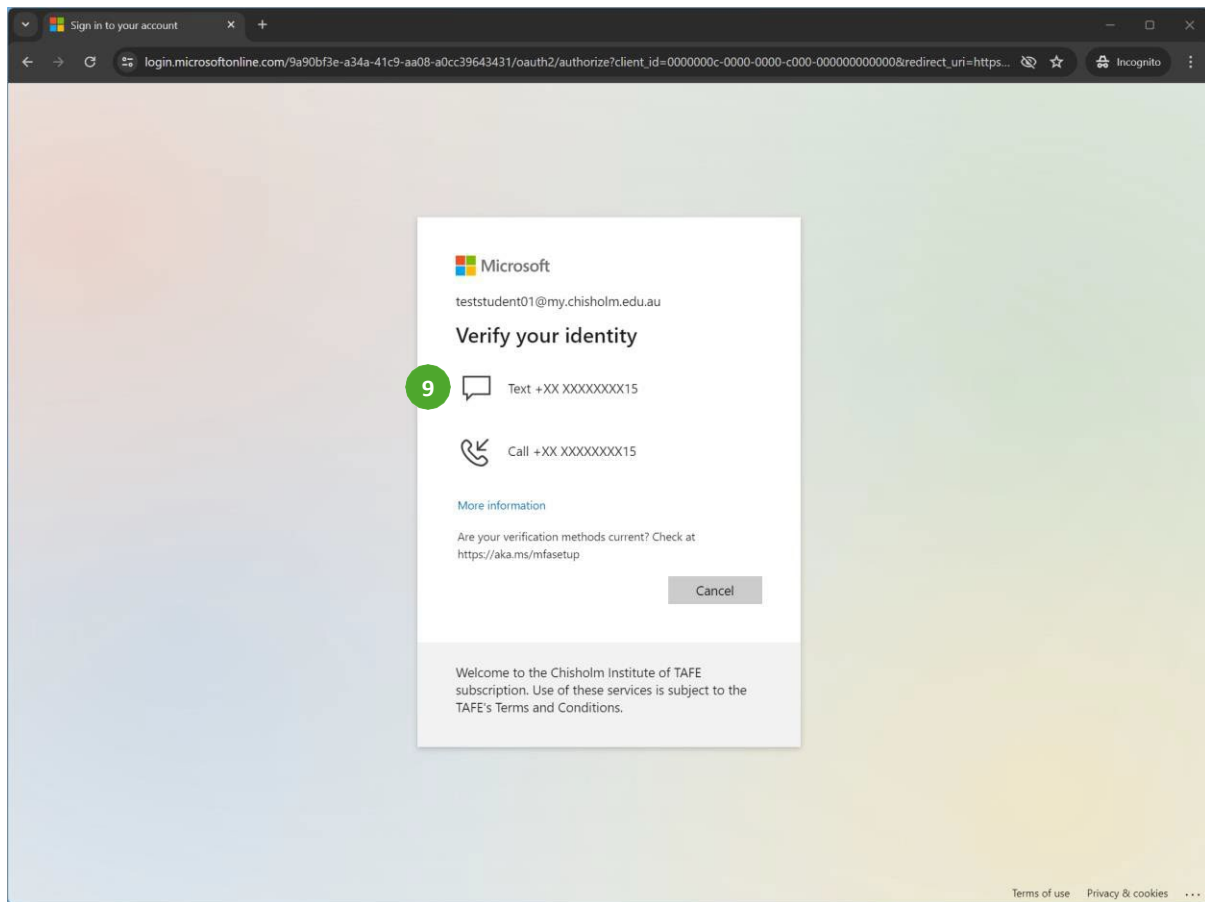 Sign in to your account
login.microsoftonline.com/9a90bf3e-a34a-41c9-aa08-a0cc39643431/oauth2/authorize?client_id=0000000c-0000-0000-c000-000000000000&redirect_uri=https...
Incognito
Microsoft
teststudent01@my.chisholm.edu.au
Verify your identity
9
Text +XX XXXXXXXX15
Call +XX XXXXXXXX15
More information
Are your verification methods current? Check at
https://aka.ms/mfasetup
Cancel
Welcome to the Chisholm Institute of TAFE
subscription. Use of these services is subject to the
TAFE's Terms and Conditions.
Terms of use Privacy & cookies ...